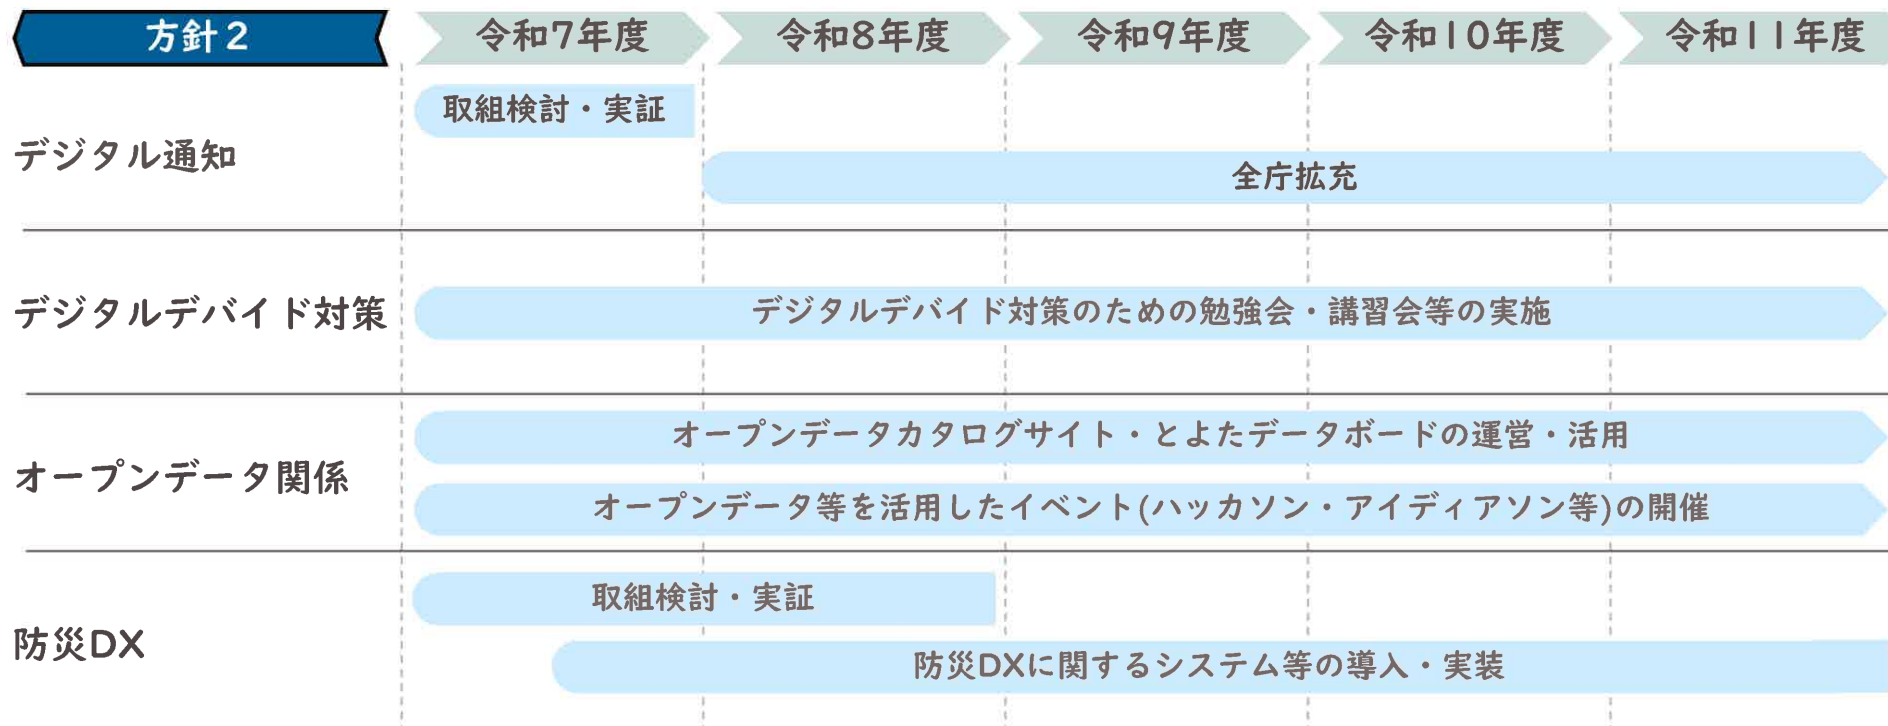 方針2
令和7年度
令和8年度
令和9年度
令和10年度
令和11年度
デジタル通知
取組検討・実証
全庁拡充
デジタルデバイド対策
デジタルデバイド対策のための勉強会・講習会等の実施
オープンデータ関係
オープンデータカタログサイト・とよたデータボードの運営・活用
オープンデータ等を活用したイベント(ハッカソン・アイディアソン等)の開催
防災DX
取組検討・実証
防災DXに関するシステム等の導入・実装